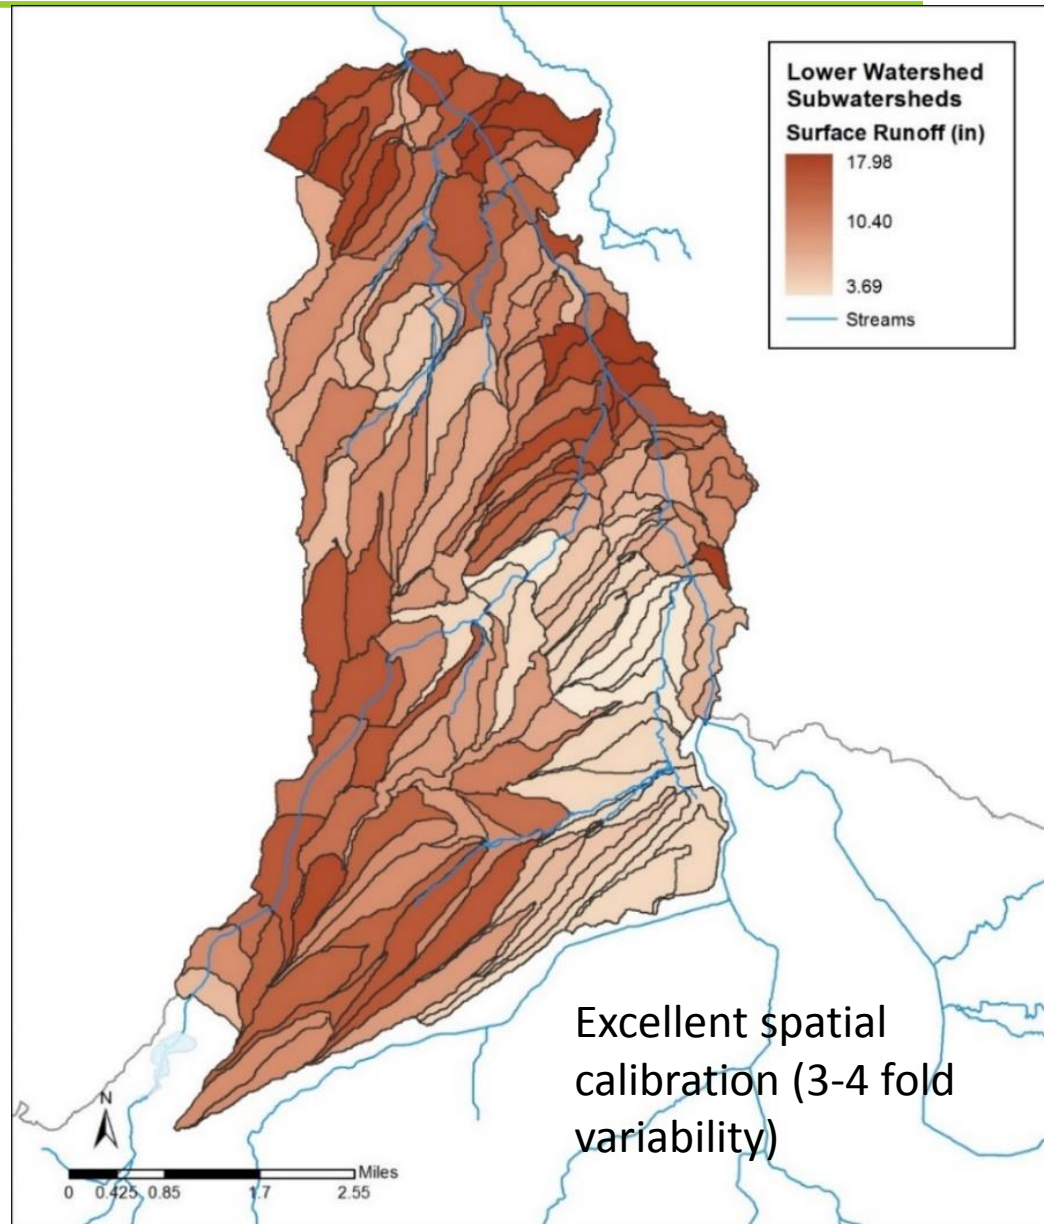 Lower Watershed
Subwatersheds
Surface Runoff (in)
17.98
10.40
3.69
Streams
Excellent spatial
calibration (3-4 fold
variability)
N
Miles
0 0.425 0.85 1.7 2.55